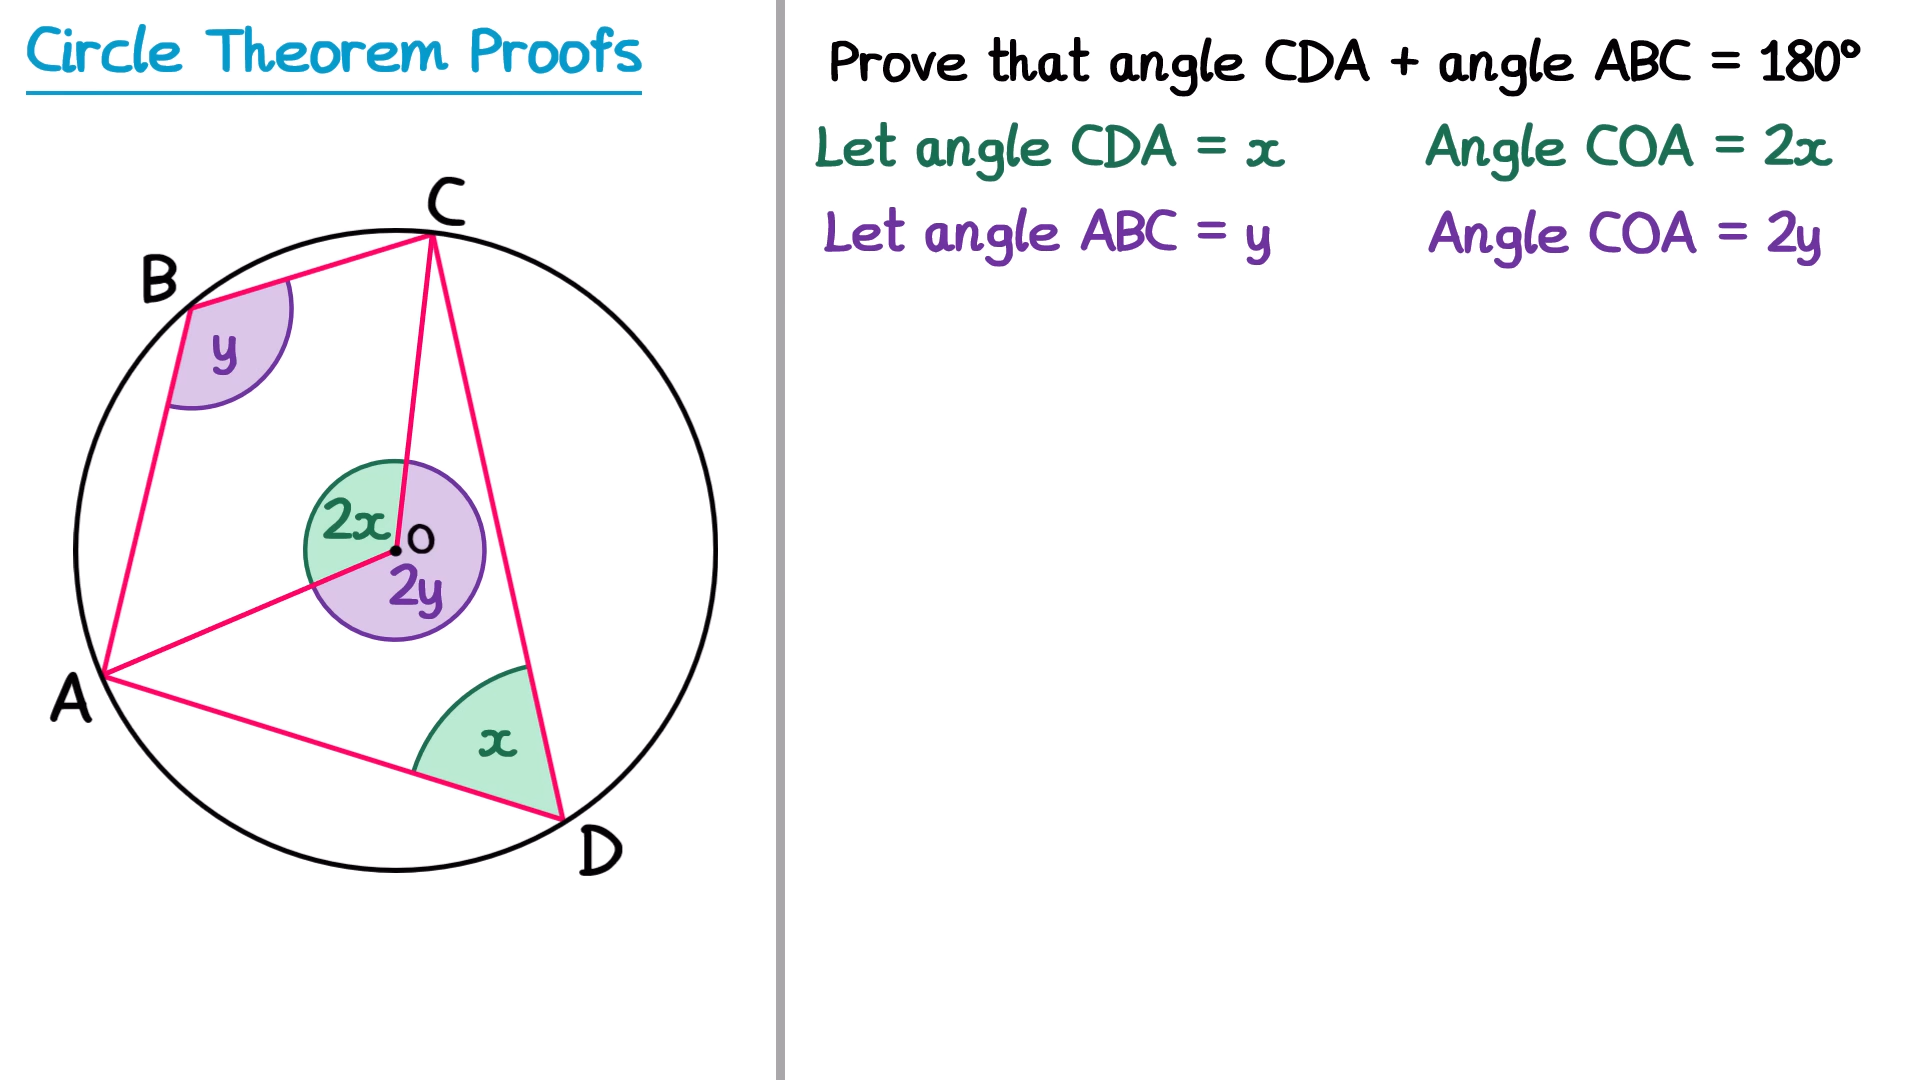 Circle Theorem Proofs
C
B
y
2x
O
2y
A
x
D
Prove that angle CDA + angle ABC = 180°
Let angle CDA = x Angle COA = 2x
Let angle ABC = y Angle COA = 2y